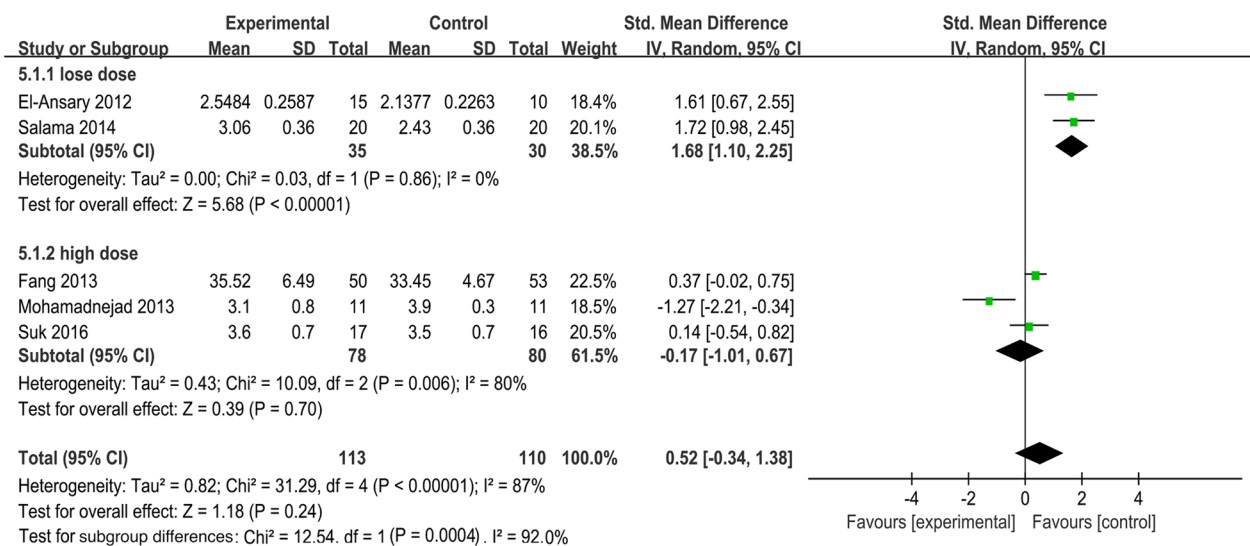 Experimental Control Std. Mean Difference Std. Mean Difference
Study or Subgroup Mean SD Total Mean SD Total Weight IV, Random, 95% CI IV, Random, 95% CI
5.1.1 lose dose
El-Ansary 2012 2.5484 0.2587 15 2.1377 0.2263 10 18.4% 1.61 [0.67, 2.55]
Salama 2014 3.06 0.36 20 2.43 0.36 20 20.1% 1.72 [0.98, 2.45]
Subtotal (95% CI) 35 30 38.5% 1.68 [1.10, 2.25]
Heterogeneity: Tau² = 0.00; Chi² = 0.03, df = 1 (P = 0.86); I² = 0%
Test for overall effect: Z = 5.68 (P < 0.00001)
5.1.2 high dose
Fang 2013 35.52 6.49 50 33.45 4.67 53 22.5% 0.37 [-0.02, 0.75]
Mohamadnejad 2013 3.1 0.8 11 3.9 0.3 11 18.5% -1.27 [-2.21, -0.34]
Suk 2016 3.6 0.7 17 3.5 0.7 16 20.5% 0.14 [-0.54, 0.82]
Subtotal (95% CI) 78 80 61.5% -0.17 [-1.01, 0.67]
Heterogeneity: Tau² = 0.43; Chi² = 10.09, df = 2 (P = 0.006); I² = 80%
Test for overall effect: Z = 0.39 (P = 0.70)
Total (95% CI) 113 110 100.0% 0.52 [-0.34, 1.38]
Heterogeneity: Tau² = 0.82; Chi² = 31.29, df = 4 (P < 0.00001); I² = 87%
Test for overall effect: Z = 1.18 (P = 0.24)
Test for subgroup differences: Chi² = 12.54. df = 1 (P = 0.0004). I² = 92.0%
-4 -2 0 2 4
Favours [experimental] Favours [control]